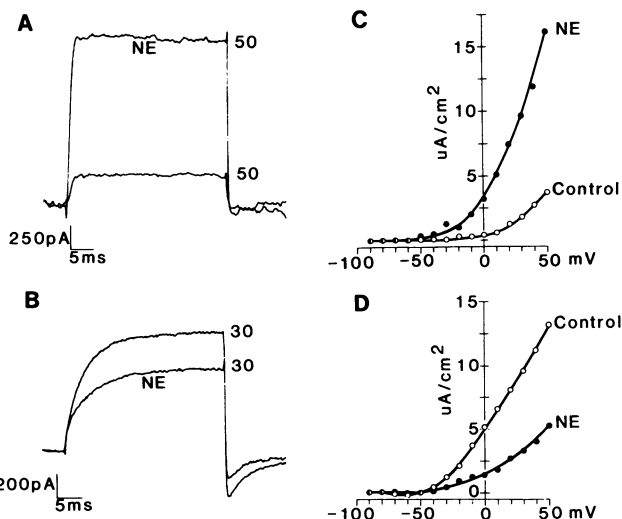 A
NE
50
50
250pA
5ms
B
30
30
NE
200pA
5ms
C
NE
15
10
uA/cm2
5
Control
-100
-50
0
50 mV
D
15
Control
10
uA/cm2
5
NE
0
-100
-50
0
50 mV